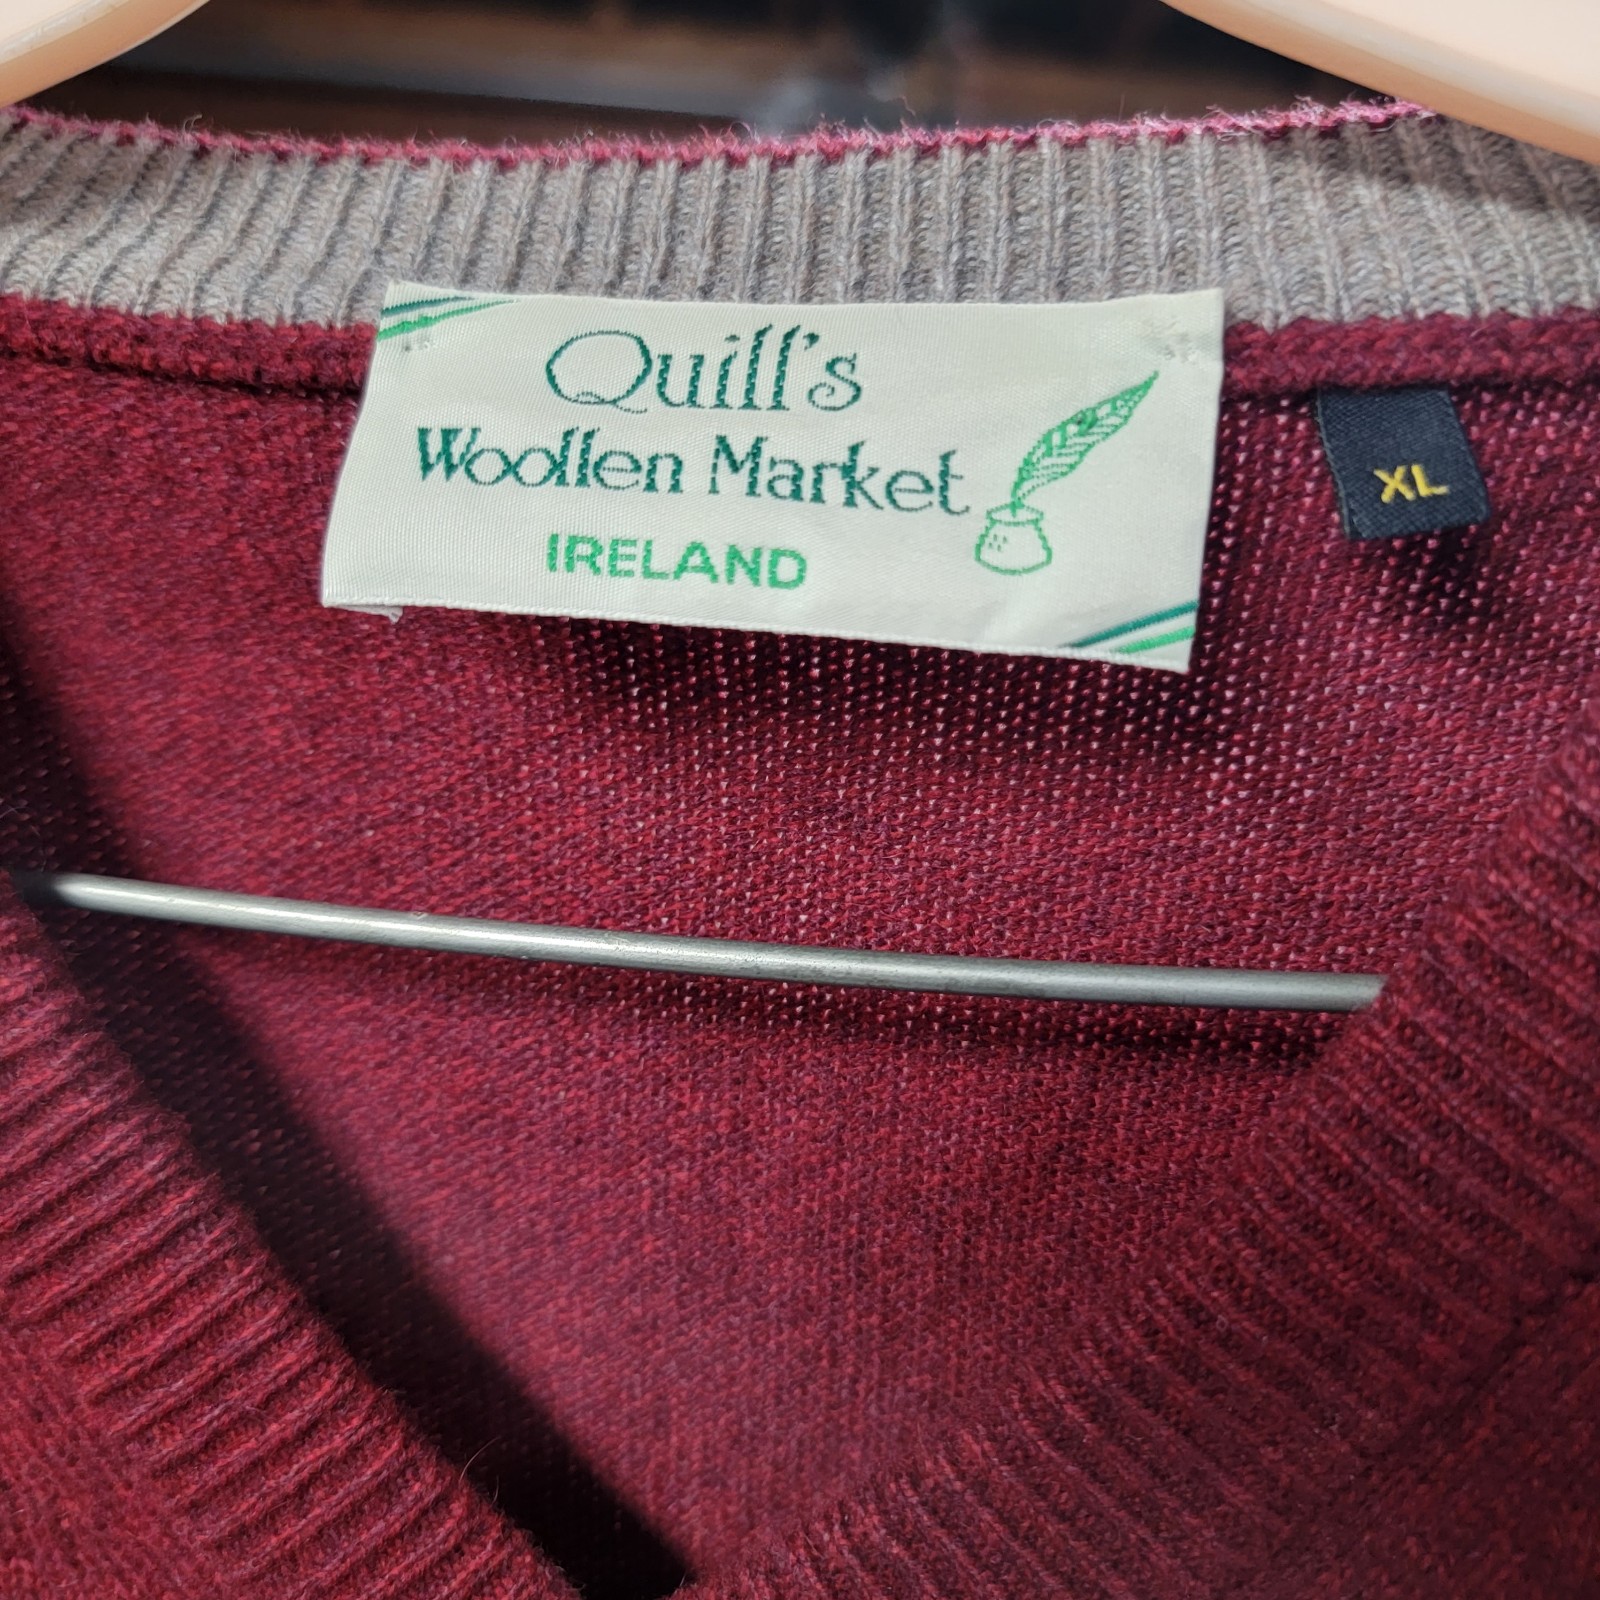 Quill's
Woollen Market
IRELAND
XL